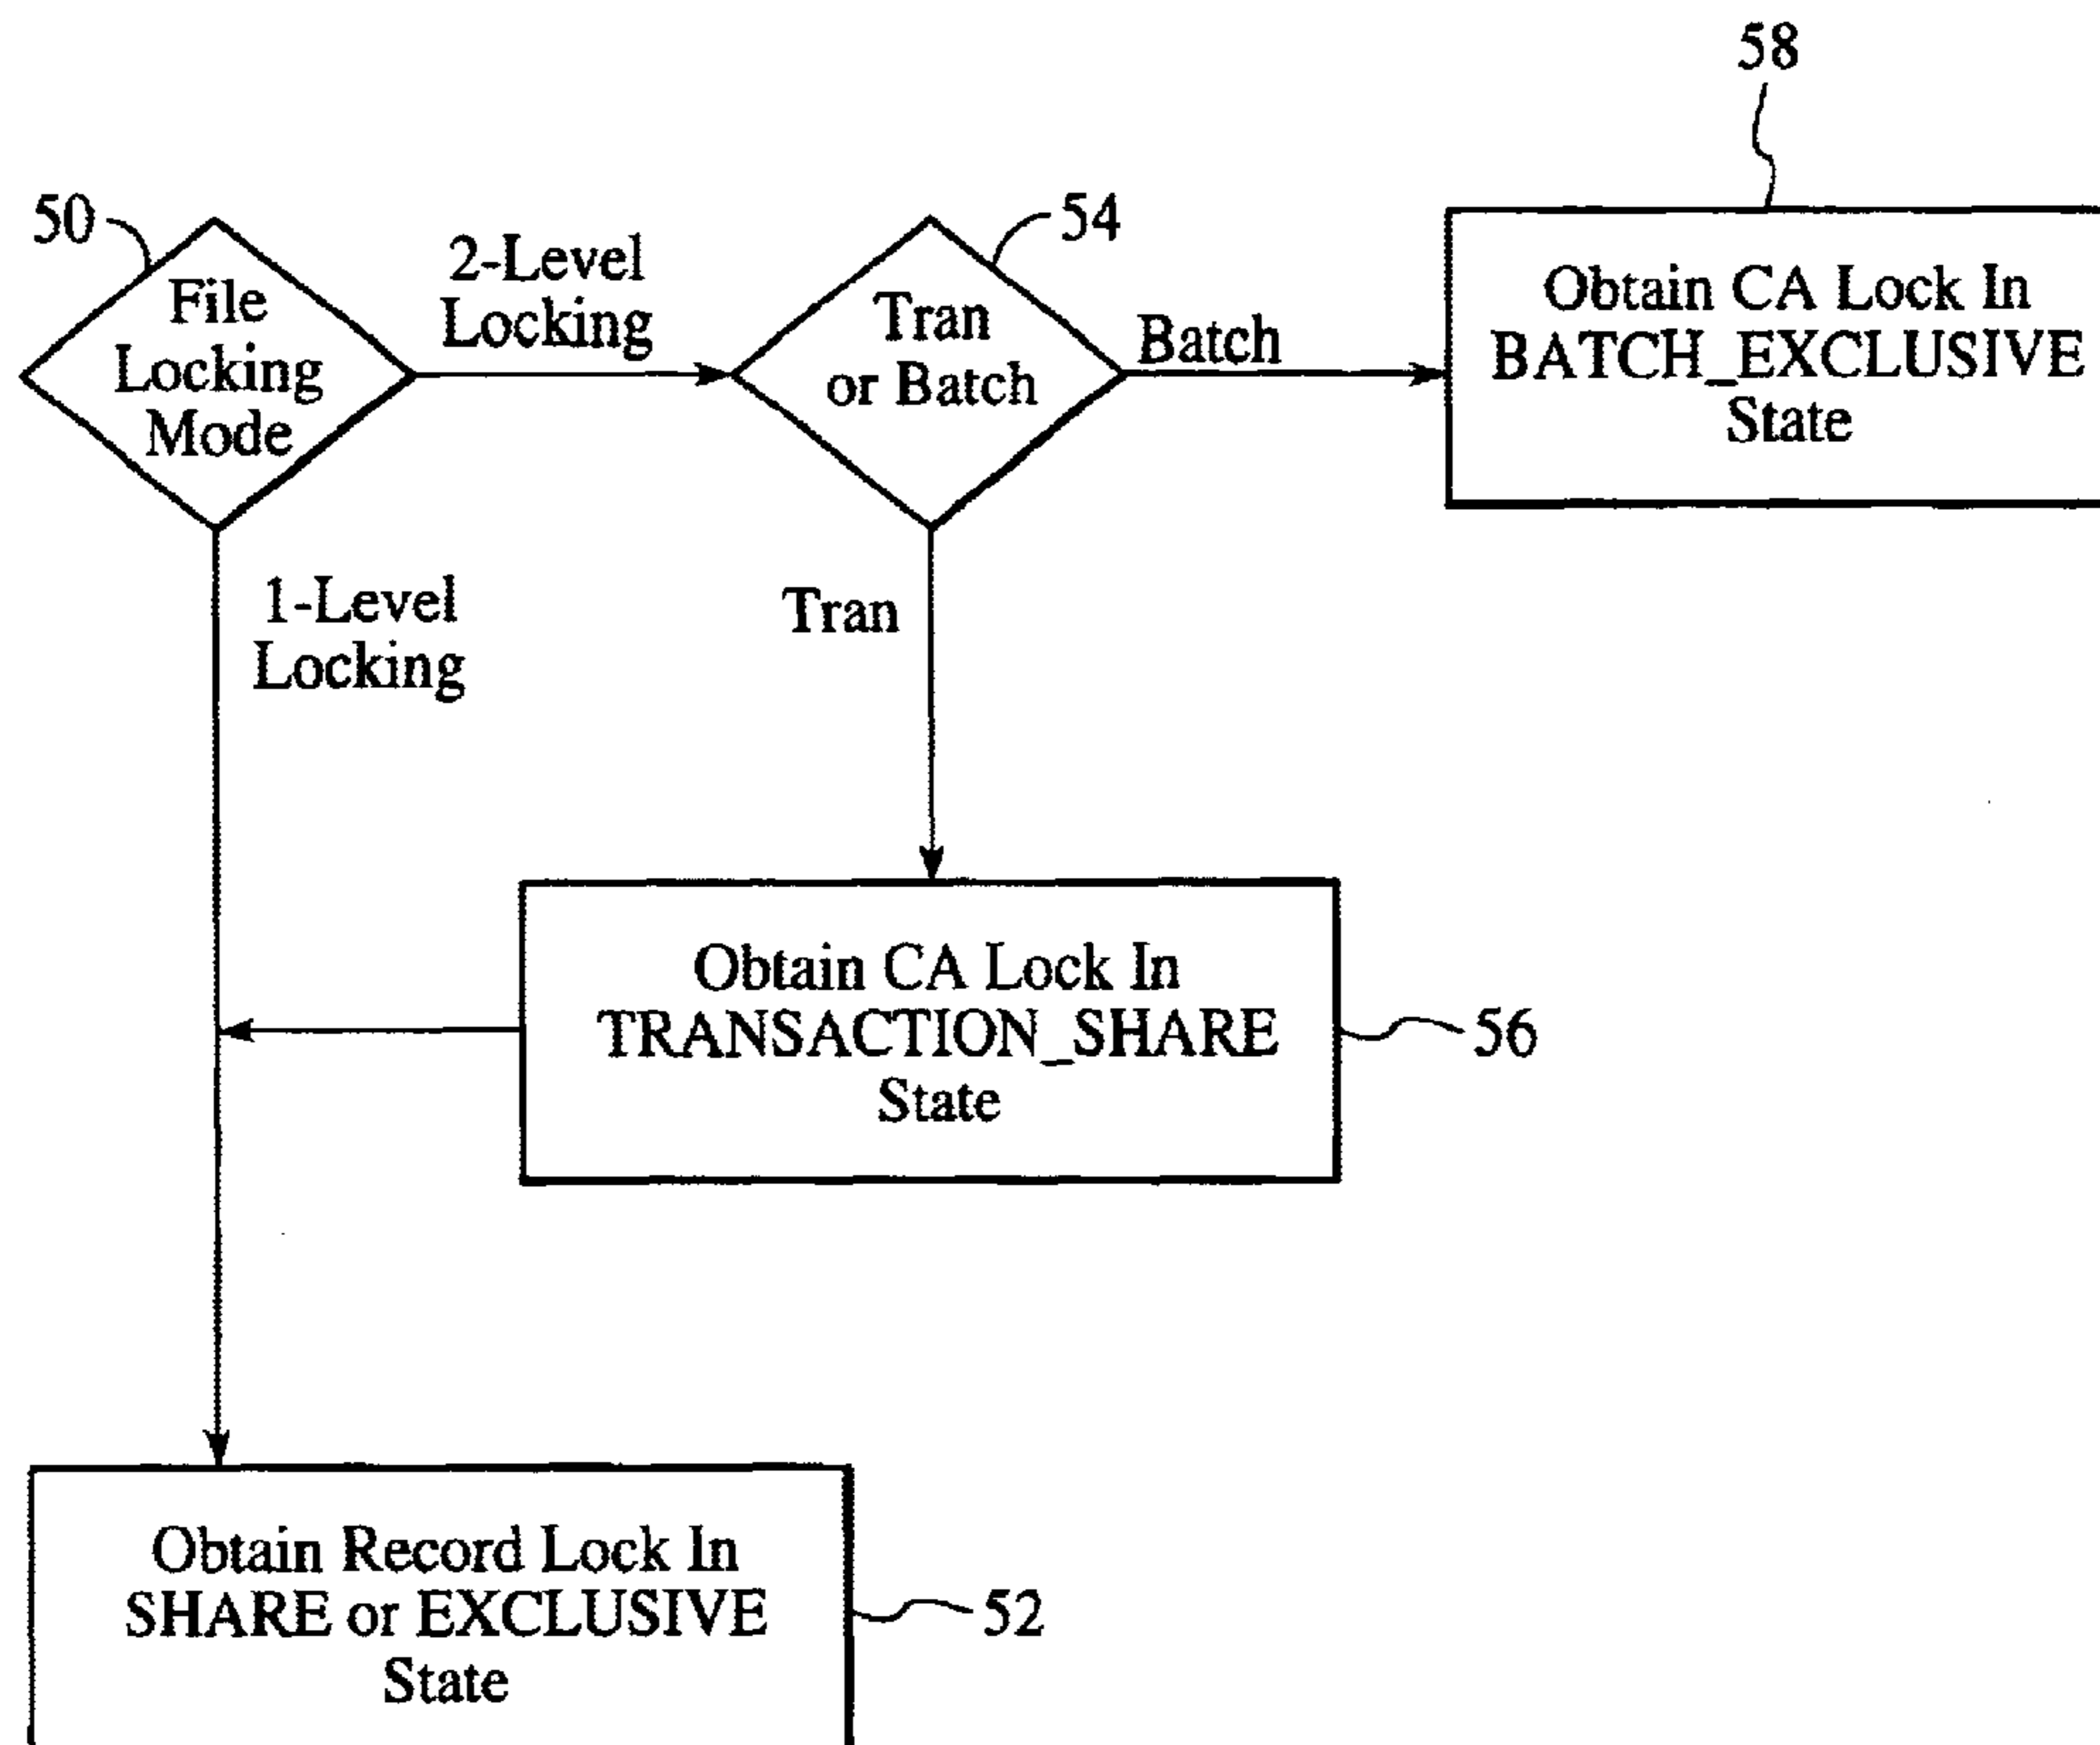 58
50
File
Locking
Mode
2-Level
Locking
54
Tran
or Batch
Batch
Obtain CA Lock In
BATCH_EXCLUSIVE
State
1-Level
Locking
Tran
Obtain CA Lock In
TRANSACTION_SHARE
State
56
Obtain Record Lock In
SHARE or EXCLUSIVE
State
52